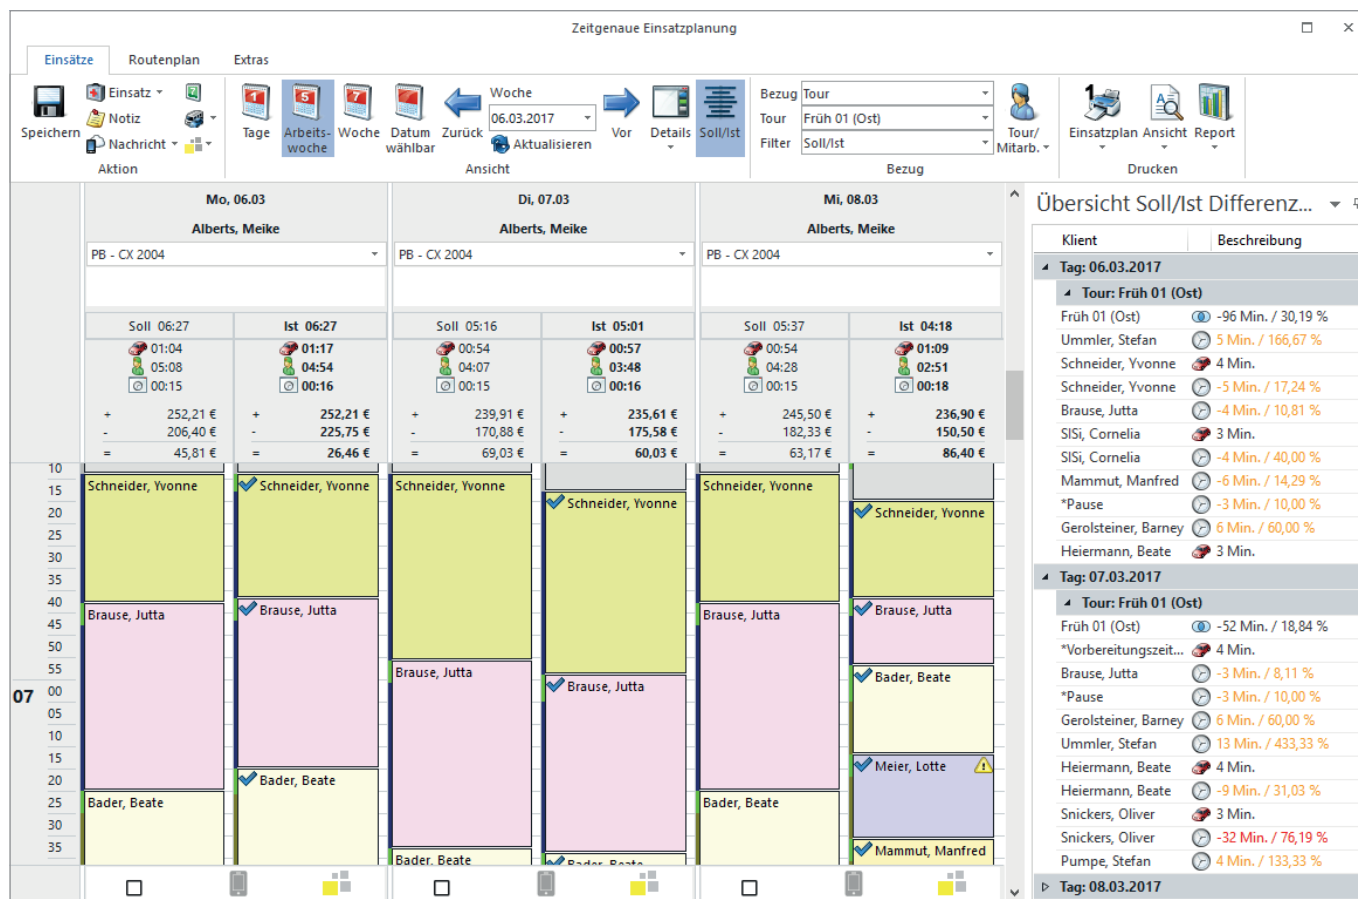 Zeitgenaue Einsatzplanung
Einsätze Routenplan Extras
Speichern
Einsatz
Notiz
Nachricht
Aktion
Tage
Arbeits-
woche
Woche
Datum
wählbar
Zurück
Woche
06.03.2017
Aktualisieren
Vor
Details
Soll/Ist
Ansicht
Bezug Tour
Tour Früh 01 (Ost)
Filter Soll/Ist
Tour/
Mitarb.
Bezug
Einsatzplan Ansicht Report
Drucken
Mo, 06.03 Di, 07.03 Mi, 08.03
Alberts, Meike Alberts, Meike Alberts, Meike
PB - CX 2004 PB - CX 2004 PB - CX 2004
Soll 06:27 Ist 06:27 Soll 05:16 Ist 05:01 Soll 05:37 Ist 04:18
01:04 01:17 00:54 00:57 00:54 01:09
05:08 04:54 04:07 03:48 04:28 02:51
00:15 00:16 00:15 00:16 00:15 00:18
+ 252,21 € + 252,21 € + 239,91 € + 235,61 € + 245,50 € + 236,90 €
- 206,40 € - 225,75 € - 170,88 € - 175,58 € - 182,33 € - 150,50 €
= 45,81 € = 26,46 € = 69,03 € = 60,03 € = 63,17 € = 86,40 €
10
15
20
25
30
35
40
45
50
55
07 00
05
10
15
20
25
30
35
Schneider, Yvonne
Brause, Jutta
Bader, Beate
Schneider, Yvonne
Brause, Jutta
Bader, Beate
Schneider, Yvonne
Brause, Jutta
Bader, Beate
Schneider, Yvonne
Brause, Jutta
Bader, Beate
Schneider, Yvonne
Brause, Jutta
Bader, Beate
Schneider, Yvonne
Brause, Jutta
Bader, Beate
Meier, Lotte
Mammut, Manfred
Übersicht Soll/Ist Differenz...
Klient Beschreibung
Tag: 06.03.2017
Tour: Früh 01 (Ost)
Früh 01 (Ost) -96 Min. / 30,19 %
Ummler, Stefan 5 Min. / 166,67 %
Schneider, Yvonne 4 Min.
Schneider, Yvonne -5 Min. / 17,24 %
Brause, Jutta -4 Min. / 10,81 %
SISi, Cornelia 3 Min.
SISi, Cornelia -4 Min. / 40,00 %
Mammut, Manfred -6 Min. / 14,29 %
*Pause -3 Min. / 10,00 %
Gerolsteiner, Barney 6 Min. / 60,00 %
Heiermann, Beate 3 Min.
Tag: 07.03.2017
Tour: Früh 01 (Ost)
Früh 01 (Ost) -52 Min. / 18,84 %
*Vorbereitungszeit... 4 Min.
Brause, Jutta -3 Min. / 8,11 %
*Pause -3 Min. / 10,00 %
Gerolsteiner, Barney 6 Min. / 60,00 %
Ummler, Stefan 13 Min. / 433,33 %
Heiermann, Beate 4 Min.
Heiermann, Beate -9 Min. / 31,03 %
Snickers, Oliver 3 Min.
Snickers, Oliver -32 Min. / 76,19 %
Pumpe, Stefan 4 Min. / 133,33 %
Tag: 08.03.2017